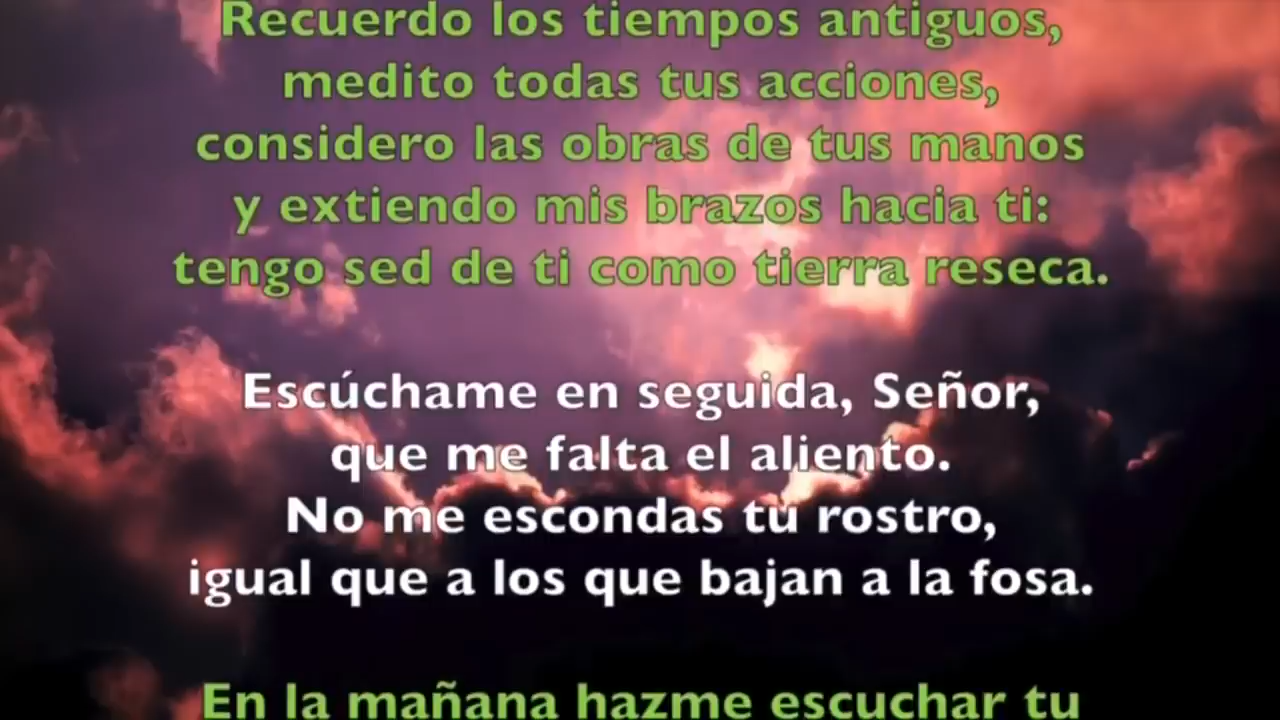 Recuerdo los tiempos antiguos,
medito todas tus acciones,
considero las obras de tus manos
y extiendo mis brazos hacia ti:
tengo sed de ti como tierra reseca.
Escúchame en seguida, Señor,
que me falta el aliento.
No me escondas tu rostro,
igual que a los que bajan a la fosa.
En la mañana hazme escuchar tu